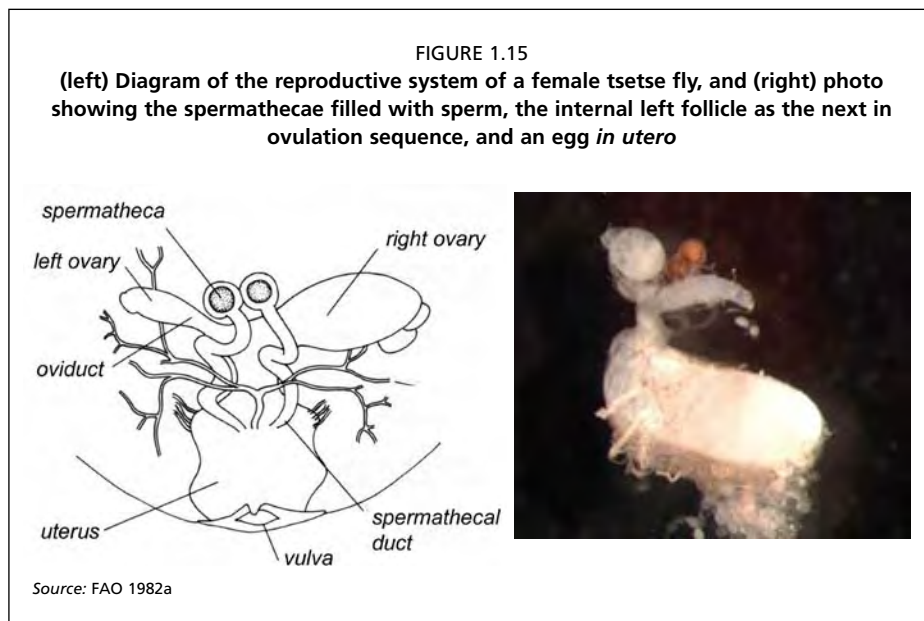 FIGURE 1.15
(left) Diagram of the reproductive system of a female tsetse fly, and (right) photo
showing the spermathecae filled with sperm, the internal left follicle as the next in
ovulation sequence, and an egg in utero
spermatheca
left ovary
right ovary
oviduct
uterus
spermathecal
duct
vulva
Source: FAO 1982a